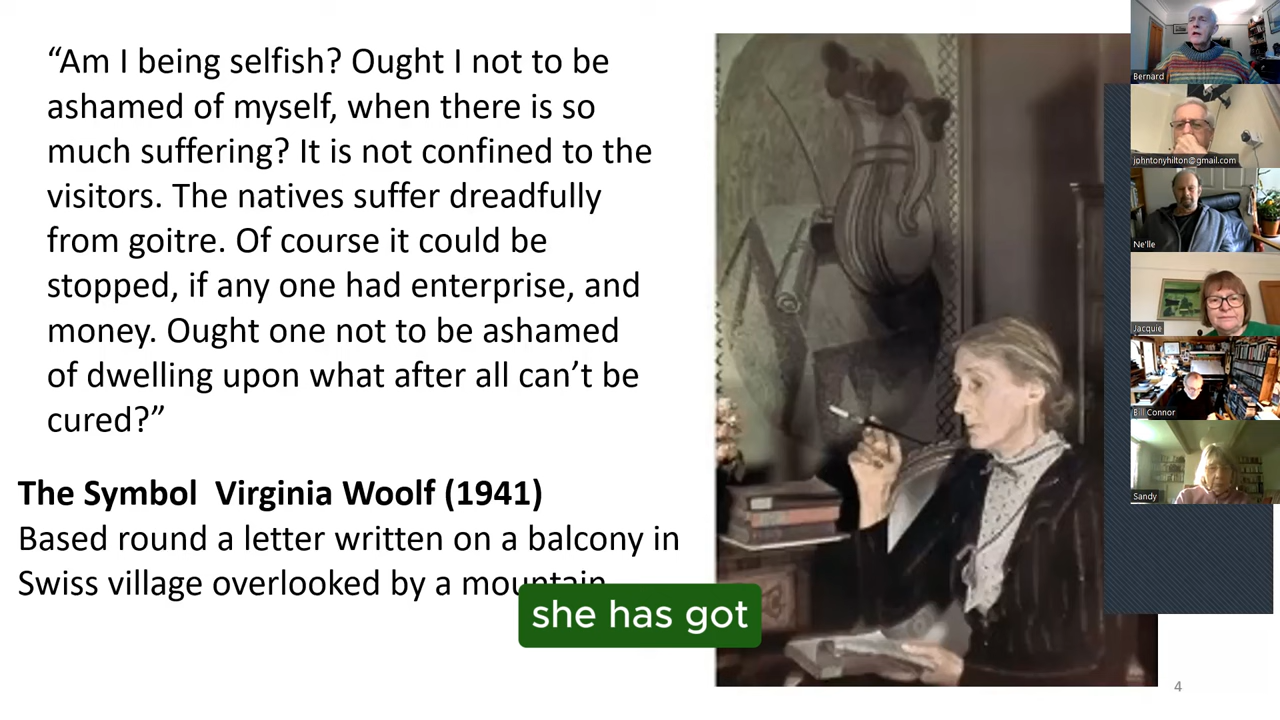 “Am I being selfish? Ought I not to be
ashamed of myself, when there is so
much suffering? It is not confined to the
visitors. The natives suffer dreadfully
from goitre. Of course it could be
stopped, if any one had enterprise, and
money. Ought one not to be ashamed
of dwelling upon what after all can’t be
cured?”
The Symbol  Virginia Woolf (1941)
Based round a letter written on a balcony in
Swiss village overlooked by a mountain
she has got
4
Bernard
johntonyhilton@gmail.com
Ne'lle
Jacquie
Bill Connor
Sandy